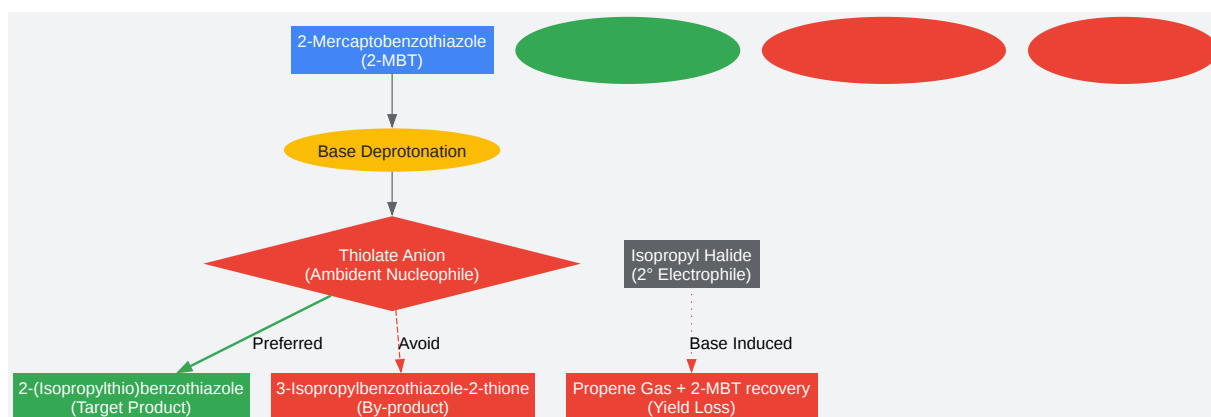 2-Mercaptobenzothiazole
(2-MBT)
Base Deprotonation
Thiolate Anion
(Ambident Nucleophile)
Isopropyl Halide
(2° Electrophile)
Preferred
Avoid
Base Induced
2-(Isopropylthio)benzothiazole
(Target Product)
3-Isopropylbenzothiazole-2-thione
(By-product)
Propene Gas + 2-MBT recovery
(Yield Loss)